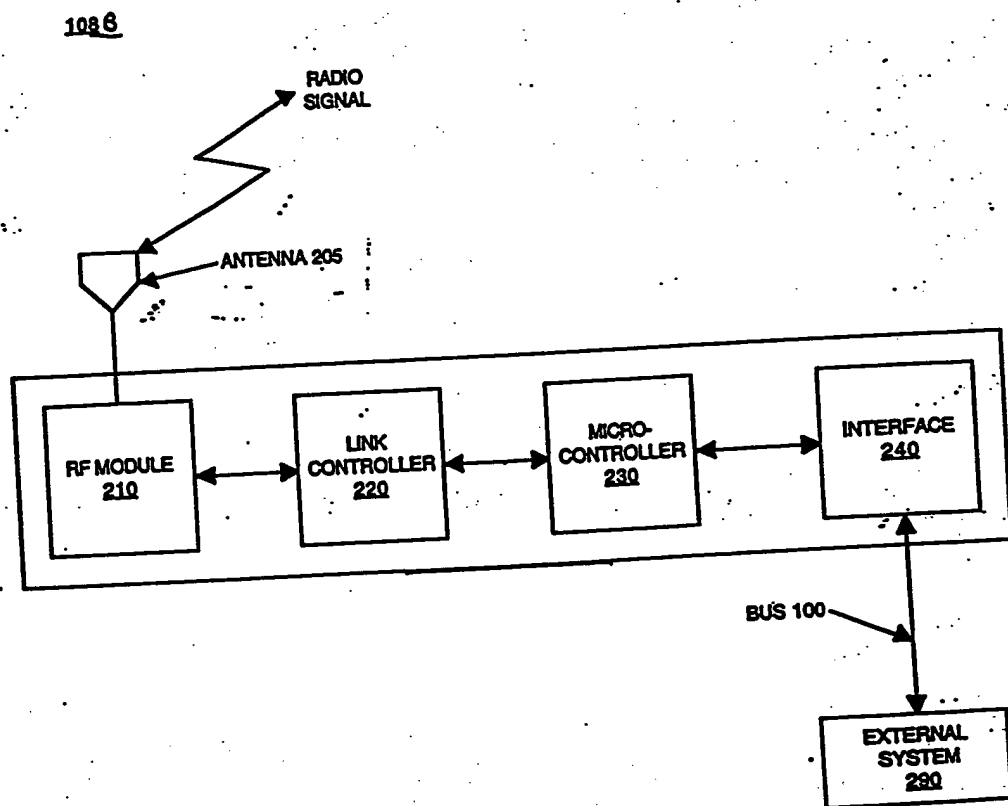 1086
RADIO
SIGNAL
ANTENNA 205
RF MODULE
210
LINK
CONTROLLER
220
MICRO-
CONTROLLER
230
INTERFACE
240
BUS 100
EXTERNAL
SYSTEM
290